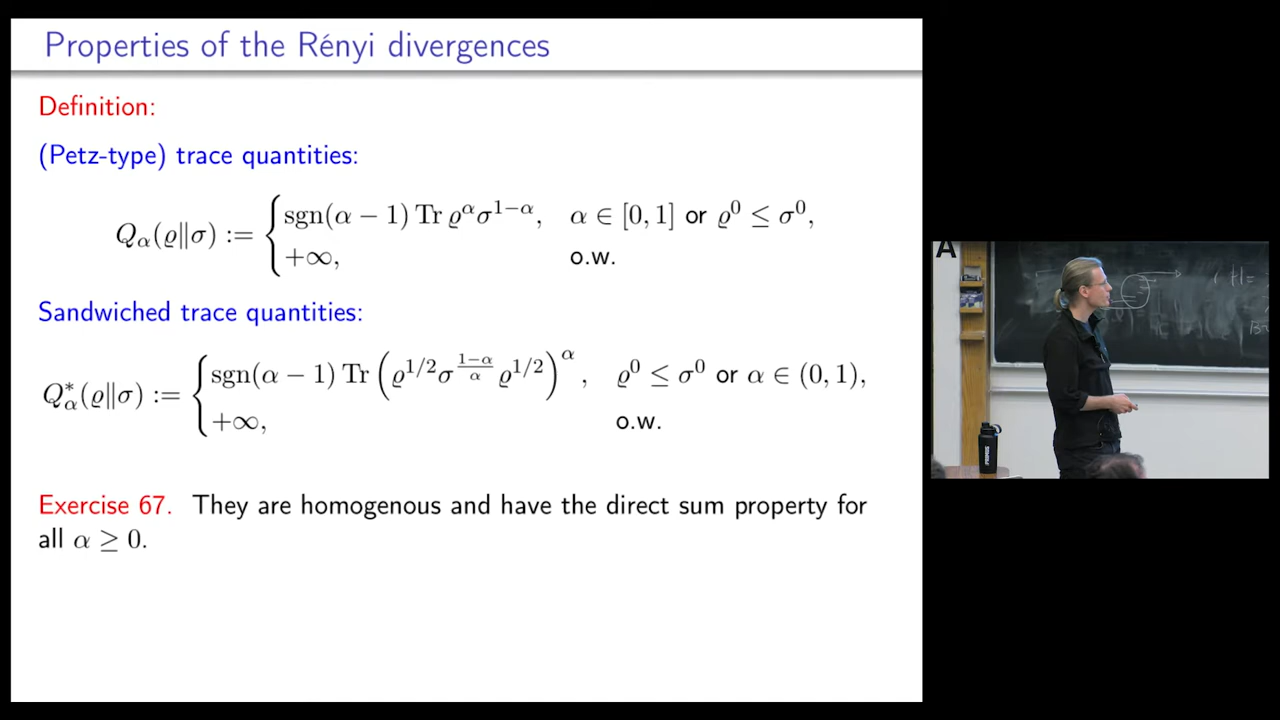 Properties of the Rényi divergences
Definition:
(Petz-type) trace quantities:
Q_α(ϱ‖σ) := { sgn(α − 1) Tr ϱ^α σ^{1−α}, α ∈ [0, 1] or ϱ^0 ≤ σ^0,
+∞, o.w.
Sandwiched trace quantities:
Q*_α(ϱ‖σ) := { sgn(α − 1) Tr (ϱ^{1/2} σ^{\frac{1−α}{α}} ϱ^{1/2})^α, ϱ^0 ≤ σ^0 or α ∈ (0, 1),
+∞, o.w.
Exercise 67. They are homogenous and have the direct sum property for
all α ≥ 0.
A